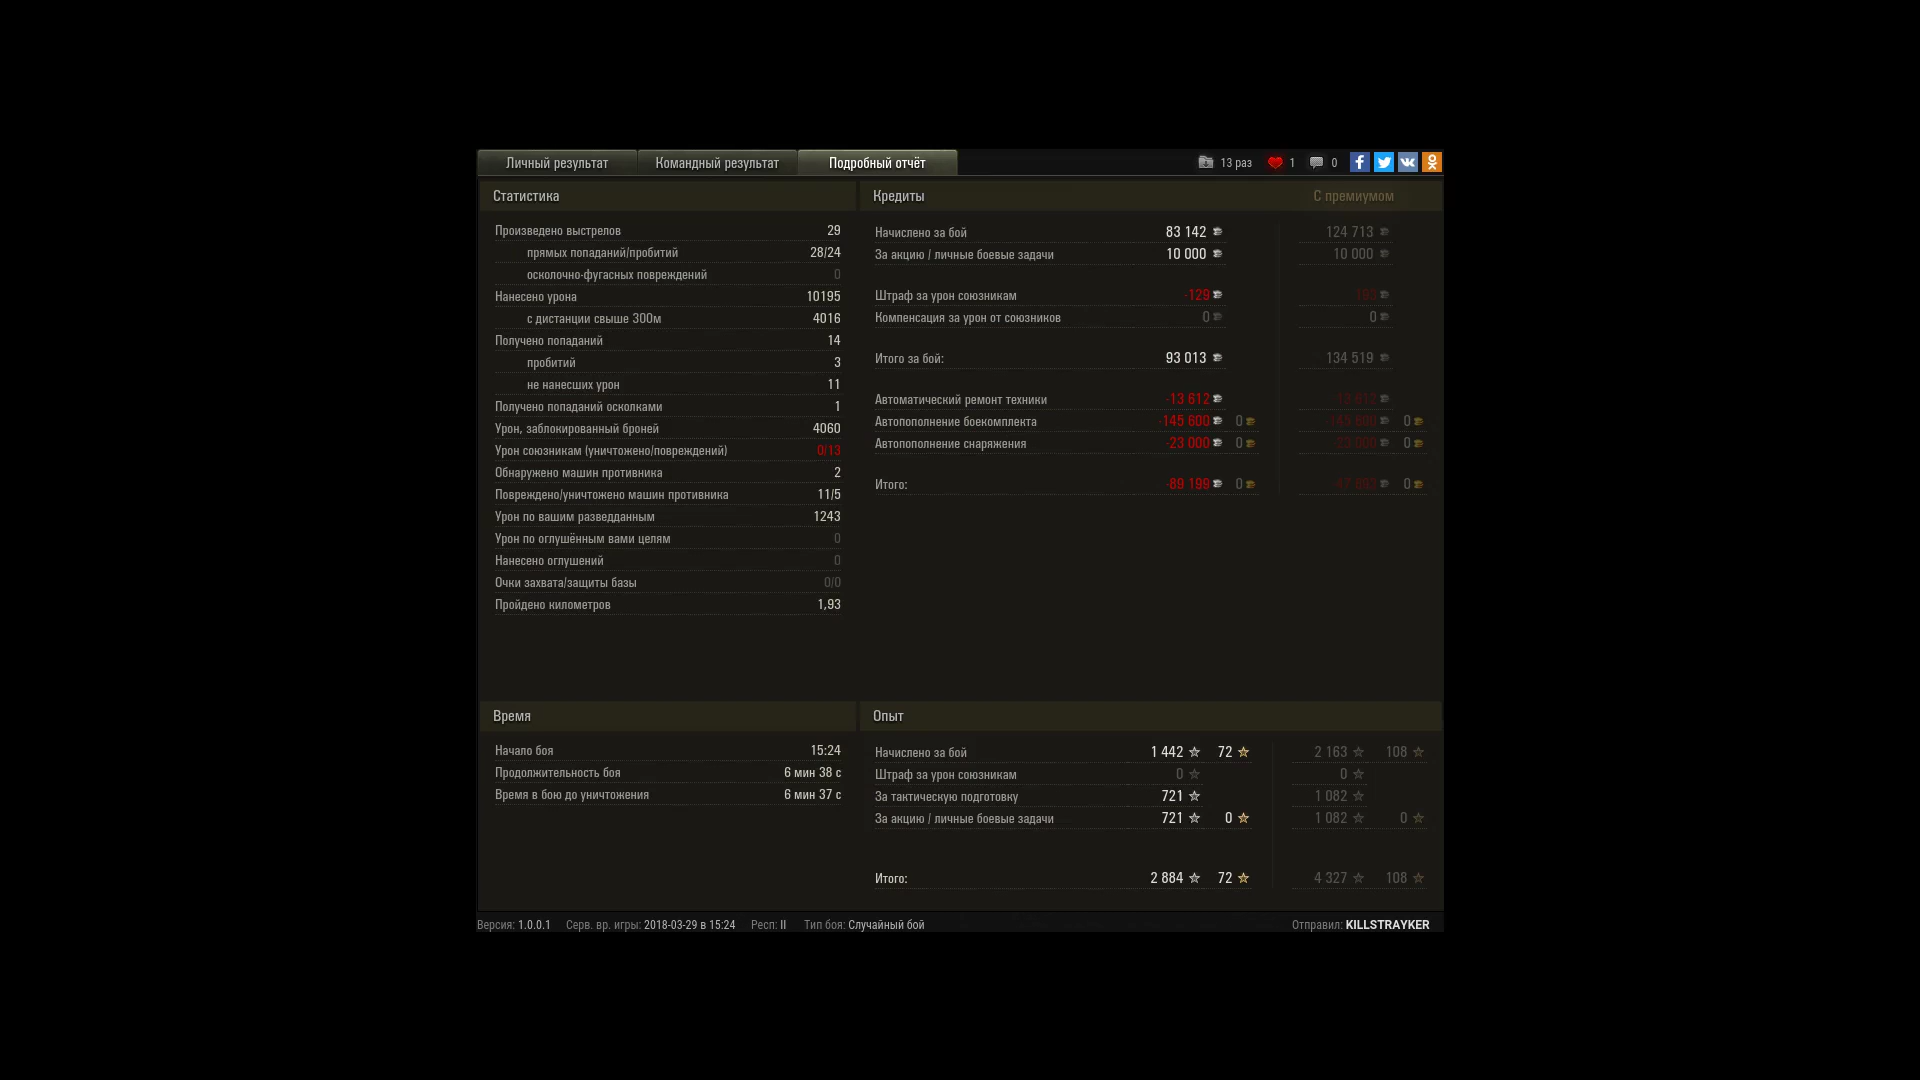 Личный результат Командный результат Подробный отчёт 13 раз 1 0
Статистика
Произведено выстрелов 29
прямых попаданий/пробитий 28/24
осколочно-фугасных повреждений 0
Нанесено урона 10195
с дистанции свыше 300м 4016
Получено попаданий 14
пробитий 3
не нанесших урон 11
Получено попаданий осколками 1
Урон, заблокированный броней 4060
Урон союзникам (уничтожено/повреждений) 0/13
Обнаружено машин противника 2
Повреждено/уничтожено машин противника 11/5
Урон по вашим разведданным 1243
Урон по оглушённым вами целям 0
Нанесено оглушений 0
Очки захвата/защиты базы 0/0
Пройдено километров 1,93
Кредиты С премиумом
Начислено за бой 83 142 124 713
За акцию / личные боевые задачи 10 000 10 000
Штраф за урон союзникам -129
Компенсация за урон от союзников 0 0
Итого за бой: 93 013 134 519
Автоматический ремонт техники -13 612 -13 612
Автопополнение боекомплекта -145 600 0 -145 600 0
Автопополнение снаряжения -23 000 0 -23 000 0
Итого: -89 199 0 0
Время
Начало боя 15:24
Продолжительность боя 6 мин 38 с
Время в бою до уничтожения 6 мин 37 с
Опыт
Начислено за бой 1 442 72 2 163 108
Штраф за урон союзникам 0 0
За тактическую подготовку 721 1 082
За акцию / личные боевые задачи 721 0 1 082 0
Итого: 2 884 72 4 327 108
Версия: 1.0.0.1 Серв. вр. игры: 2018-03-29 в 15:24 Респ: II Тип боя: Случайный бой Отправил: KILLSTRAYKER